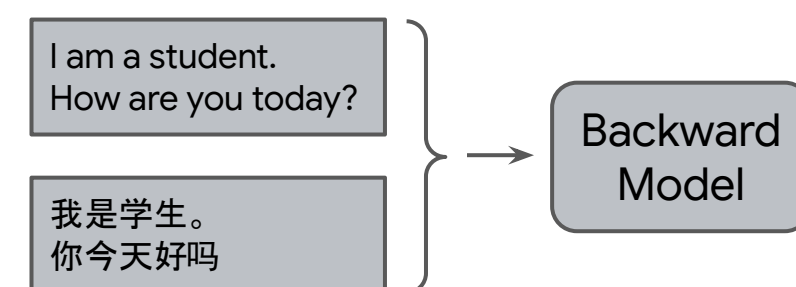 I am a student.
How are you today?
我是学生。
你今天好吗
Backward
Model